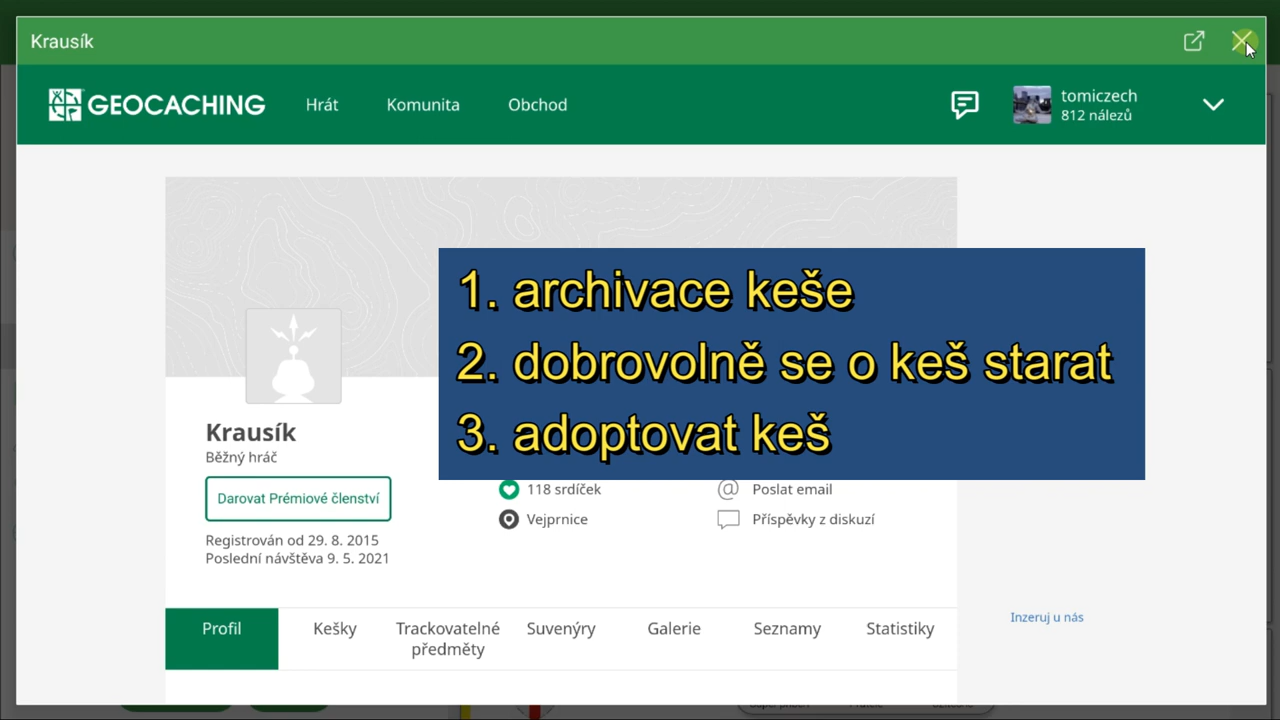 Krausík
GEOCACHING
Hrát
Komunita
Obchod
tomiczech
812 nálezů
1. archivace keše
2. dobrovolně se o keš starat
3. adoptovat keš
Krausík
Běžný hráč
Darovat Prémiové členství
Registrován od 29. 8. 2015
Poslední návštěva 9. 5. 2021
118 srdíček
Vejprnice
@ Poslat email
Příspěvky z diskuzí
Inzeruj u nás
Profil
Kešky
Trackovatelné
předměty
Suvenýry
Galerie
Seznamy
Statistiky